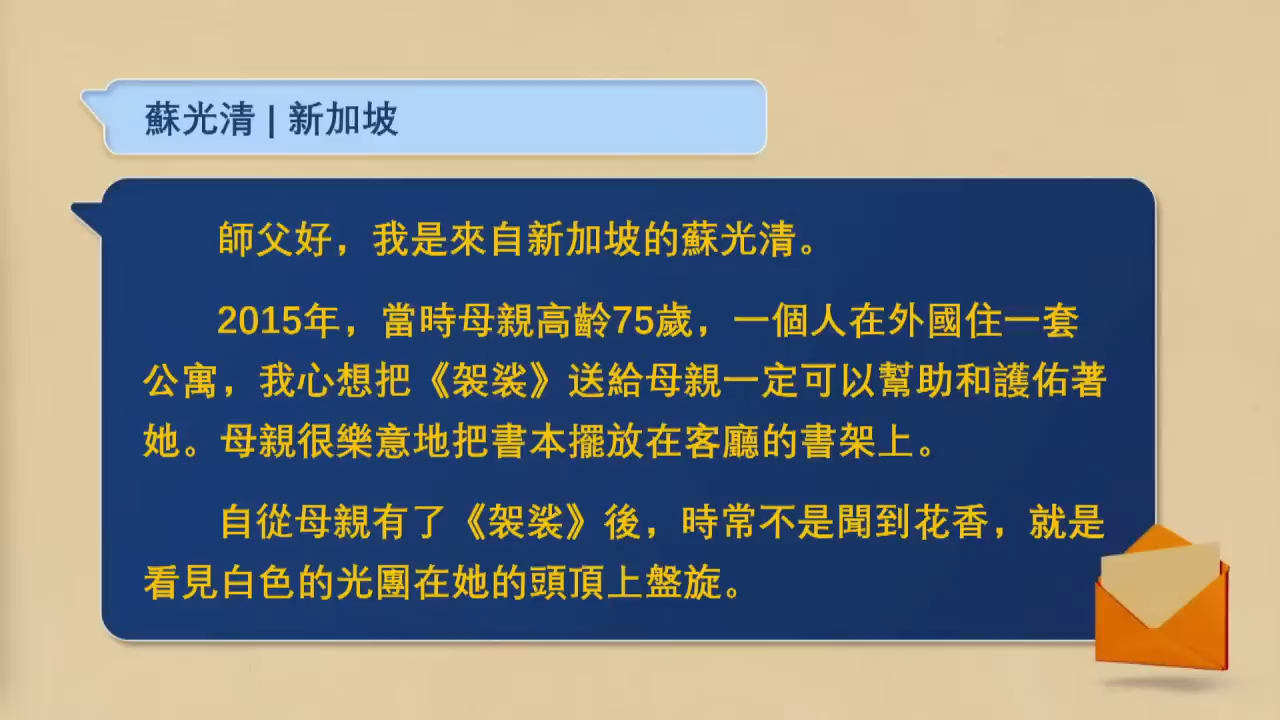 蘇光清 | 新加坡
師父好，我是來自新加坡的蘇光清。
2015年，當時母親高齡75歲，一個人在外國住一套
公寓，我心想把《袈裟》送給母親一定可以幫助和護佑著
她。母親很樂意地把書本擺放在客廳的書架上。
自從母親有了《袈裟》後，時常不是聞到花香，就是
看見白色的光團在她的頭頂上盤旋。